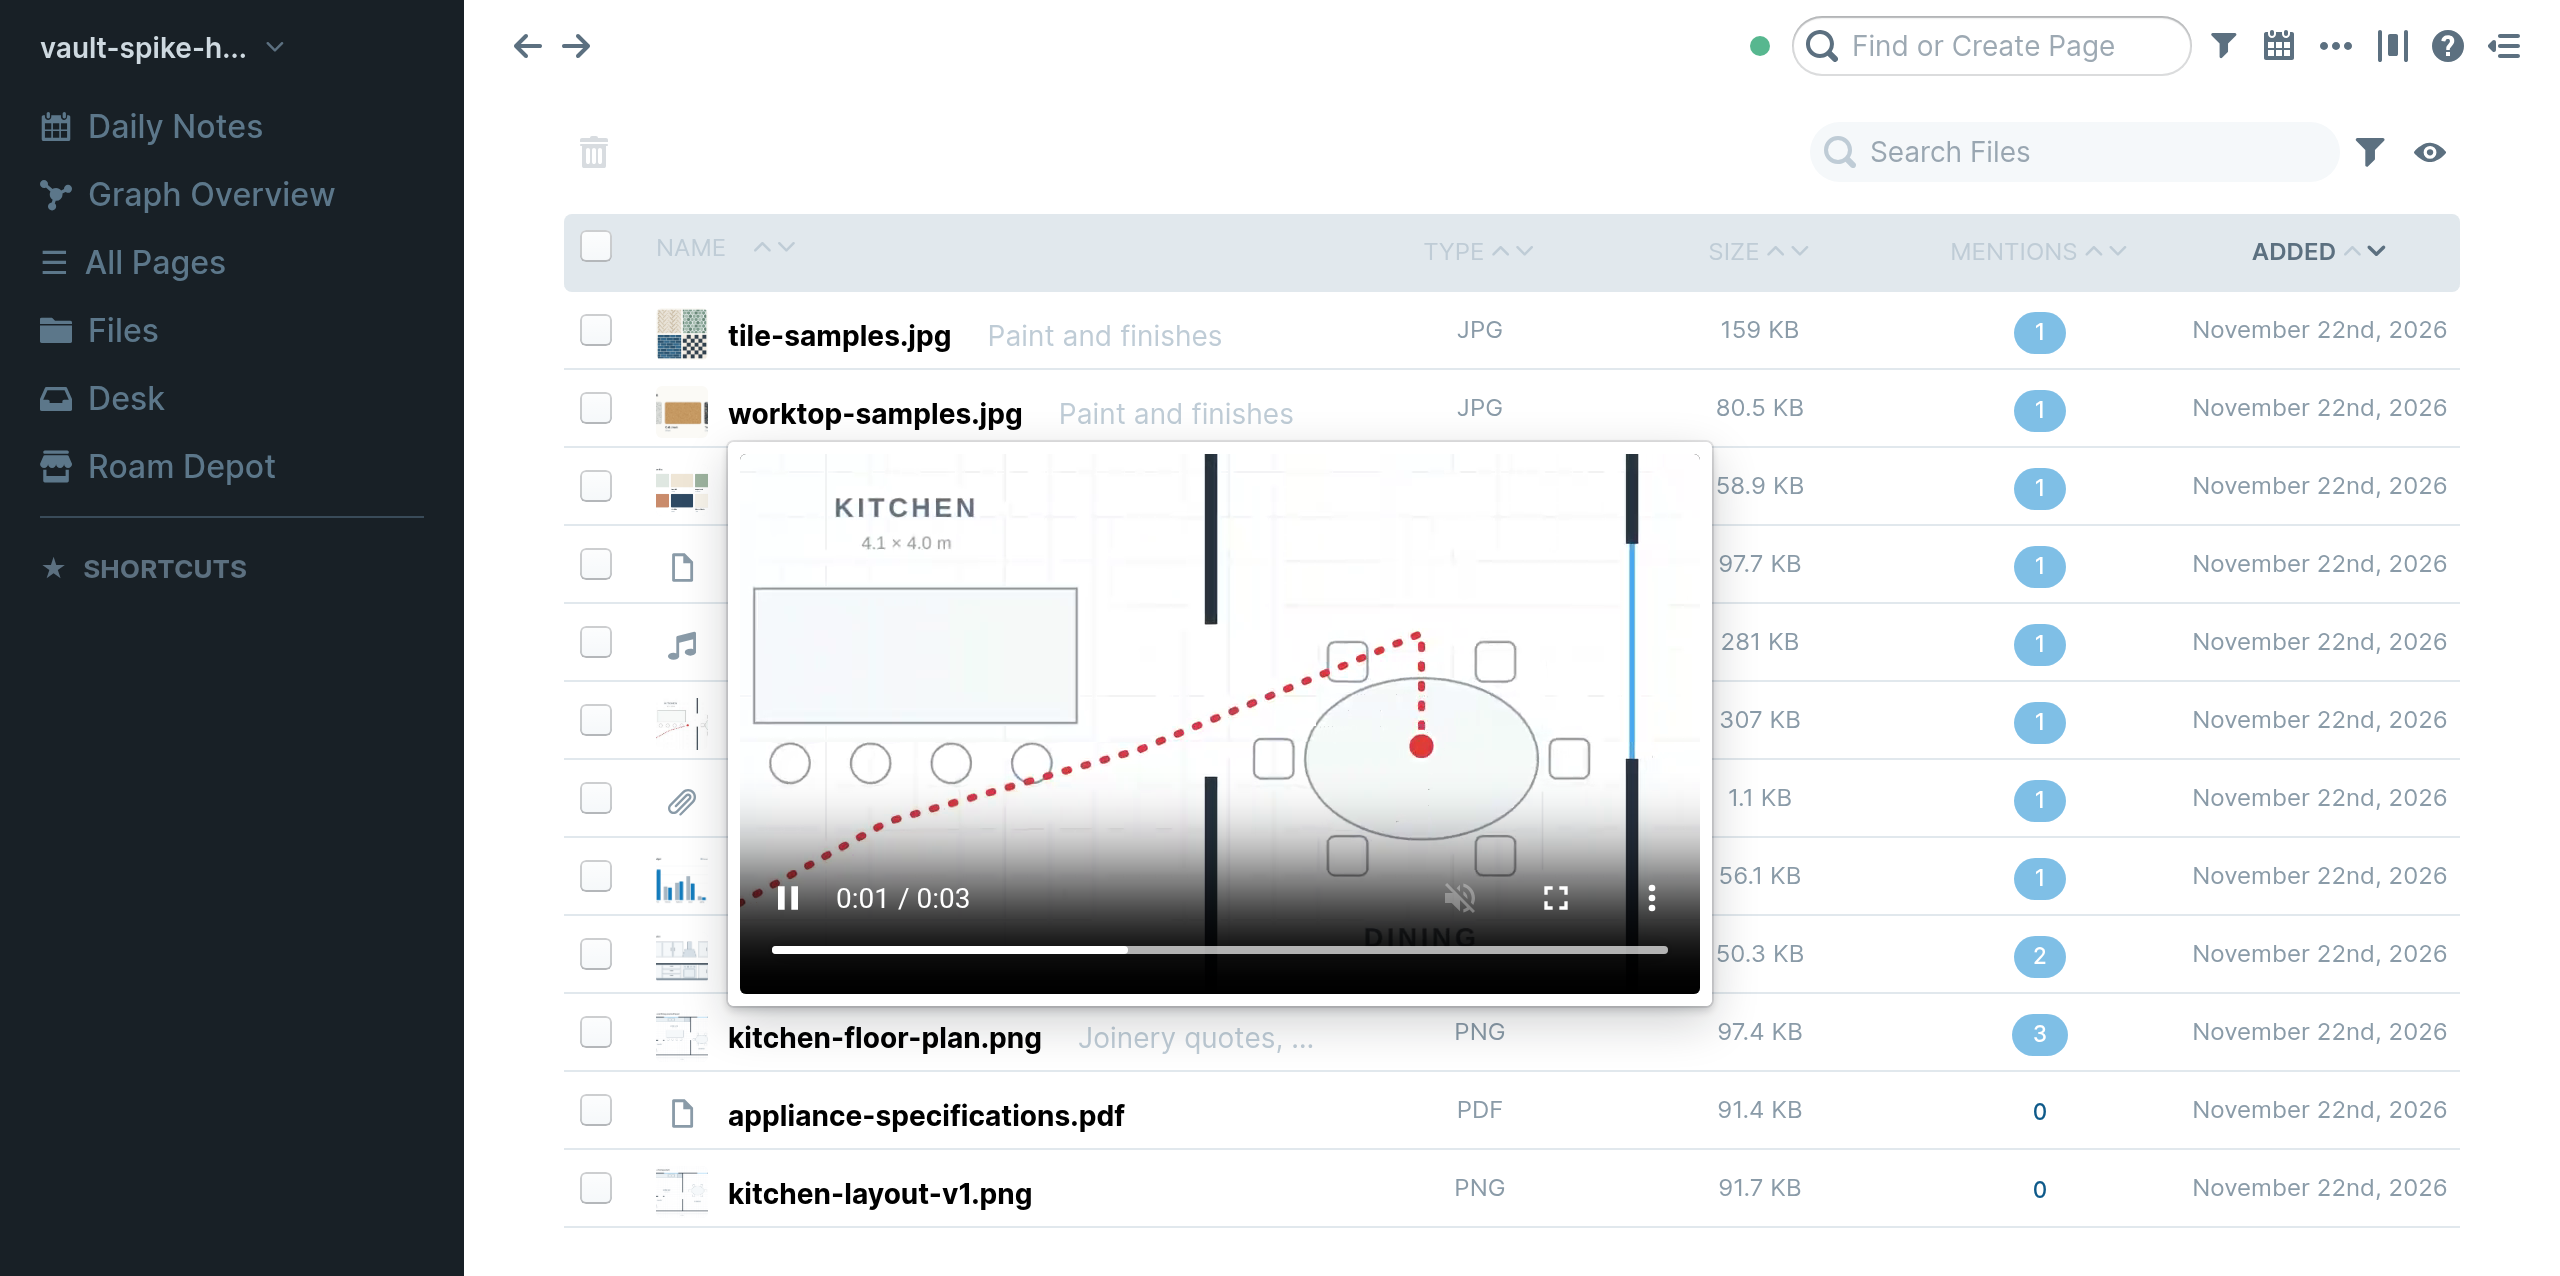 vault-spike-h...
Find or Create Page
Daily Notes
Graph Overview
All Pages
Files
Desk
Roam Depot
SHORTCUTS
Search Files
NAME TYPE SIZE MENTIONS ADDED
tile-samples.jpg Paint and finishes JPG 159 KB 1 November 22nd, 2026
worktop-samples.jpg Paint and finishes JPG 80.5 KB 1 November 22nd, 2026
58.9 KB 1 November 22nd, 2026
97.7 KB 1 November 22nd, 2026
281 KB 1 November 22nd, 2026
307 KB 1 November 22nd, 2026
1.1 KB 1 November 22nd, 2026
56.1 KB 1 November 22nd, 2026
50.3 KB 2 November 22nd, 2026
KITCHEN
4.1 × 4.0 m
0:01 / 0:03
DINING
kitchen-floor-plan.png Joinery quotes, ... PNG 97.4 KB 3 November 22nd, 2026
appliance-specifications.pdf PDF 91.4 KB 0 November 22nd, 2026
kitchen-layout-v1.png PNG 91.7 KB 0 November 22nd, 2026